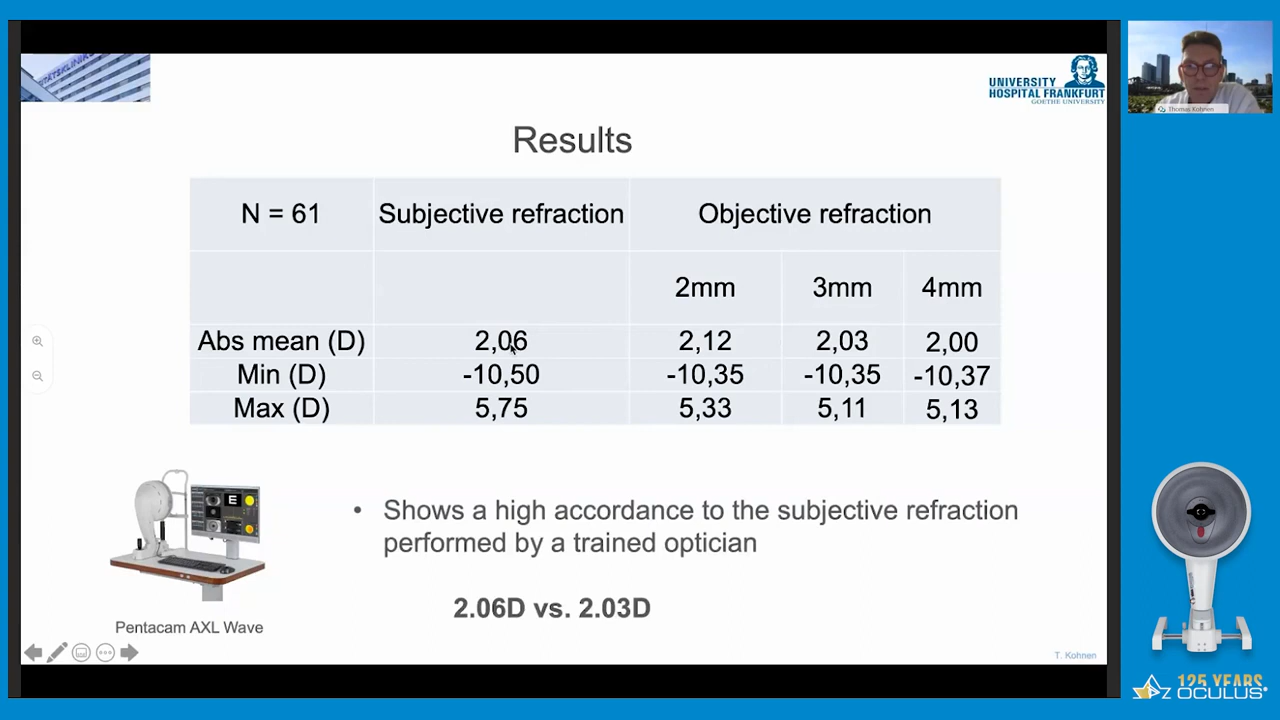 UNIVERSITY
HOSPITAL FRANKFURT
GOETHE UNIVERSITY
Thomas Kohnen
Results
N = 61 Subjective refraction Objective refraction
2mm 3mm 4mm
Abs mean (D) 2,06 2,12 2,03 2,00
Min (D) -10,50 -10,35 -10,35 -10,37
Max (D) 5,75 5,33 5,11 5,13
• Shows a high accordance to the subjective refraction
performed by a trained optician
E
2.06D vs. 2.03D
Pentacam AXL Wave
T. Kohnen
125 YEARS
OCULUS®